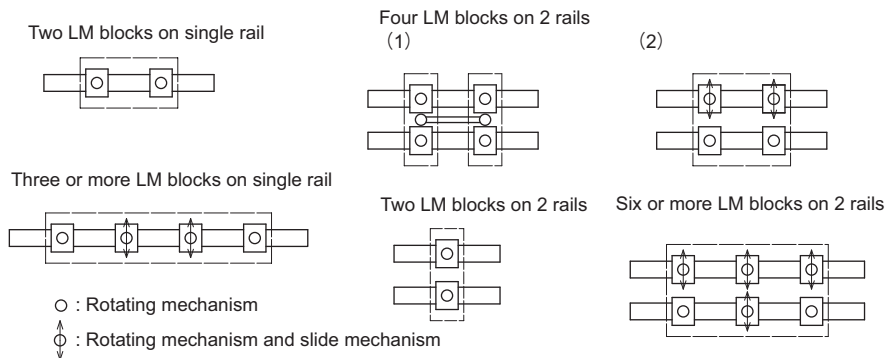 Two LM blocks on single rail
Four LM blocks on 2 rails
(1)
(2)
Three or more LM blocks on single rail
Two LM blocks on 2 rails
Six or more LM blocks on 2 rails
: Rotating mechanism
: Rotating mechanism and slide mechanism